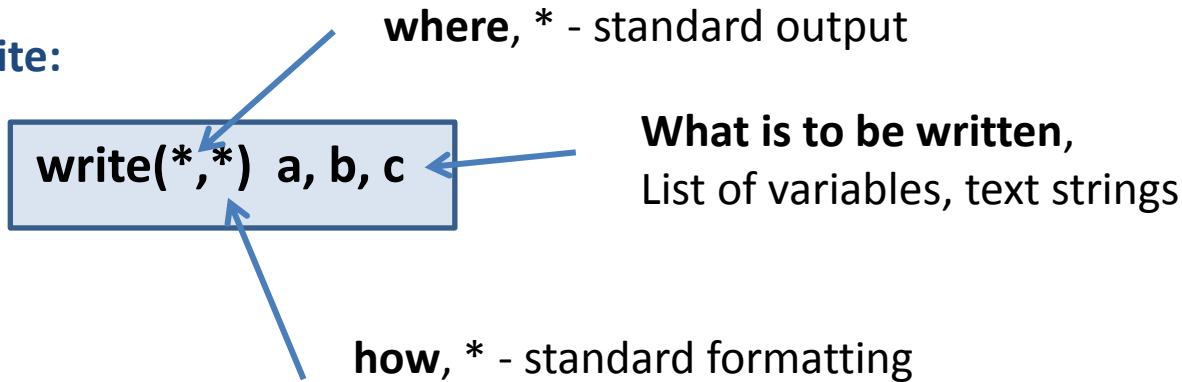 where, * - standard output
ite:
What is to be written,
write(*,*) a, b, c
List of variables, text strings
how, * - standard formatting